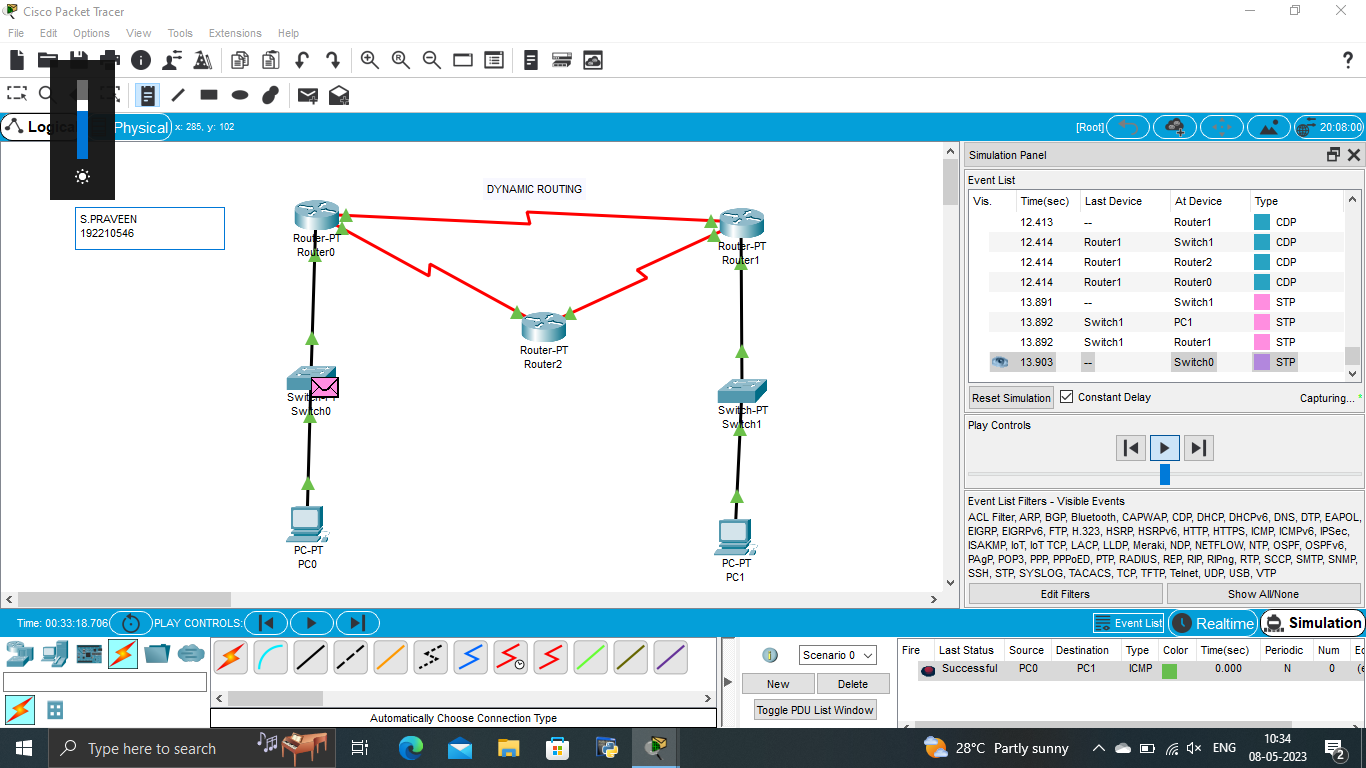 Cisco Packet Tracer
File Edit Options View Tools Extensions Help
Logica
Physical x: 285, y: 102
[Root] 20:08:00
S.PRAVEEN
192210546
DYNAMIC ROUTING
Router-PT
Router0
Router-PT
Router1
Router-PT
Router2
Switch-PT
Switch0
Switch-PT
Switch1
PC-PT
PC0
PC-PT
PC1
Simulation Panel
Event List
Vis. Time(sec) Last Device At Device Type
12.413 -- Router1 CDP
12.414 Router1 Switch1 CDP
12.414 Router1 Router2 CDP
12.414 Router1 Router0 CDP
13.891 -- Switch1 STP
13.892 Switch1 PC1 STP
13.892 Switch1 Router1 STP
13.903 -- Switch0 STP
Reset Simulation Constant Delay Capturing... *
Play Controls
Event List Filters - Visible Events
ACL Filter, ARP, BGP, Bluetooth, CAPWAP, CDP, DHCP, DHCPv6, DNS, DTP, EAPOL,
EIGRP, EIGRPv6, FTP, H.323, HSRP, HSRPv6, HTTP, HTTPS, ICMP, ICMPv6, IPSec,
ISAKMP, IoT, IoT TCP, LACP, LLDP, Meraki, NDP, NETFLOW, NTP, OSPF, OSPFv6,
PAgP, POP3, PPP, PPPoED, PTP, RADIUS, REP, RIP, RIPng, RTP, SCCP, SMTP, SNMP,
SSH, STP, SYSLOG, TACACS, TCP, TFTP, Telnet, UDP, USB, VTP
Edit Filters Show All/None
Time: 00:33:18.706 PLAY CONTROLS:
Event List Realtime Simulation
Automatically Choose Connection Type
Scenario 0
New Delete
Toggle PDU List Window
Fire Last Status Source Destination Type Color Time(sec) Periodic Num Ec
Successful PC0 PC1 ICMP 0.000 N 0 (e
Type here to search
28°C Partly sunny ENG
10:34
08-05-2023
2